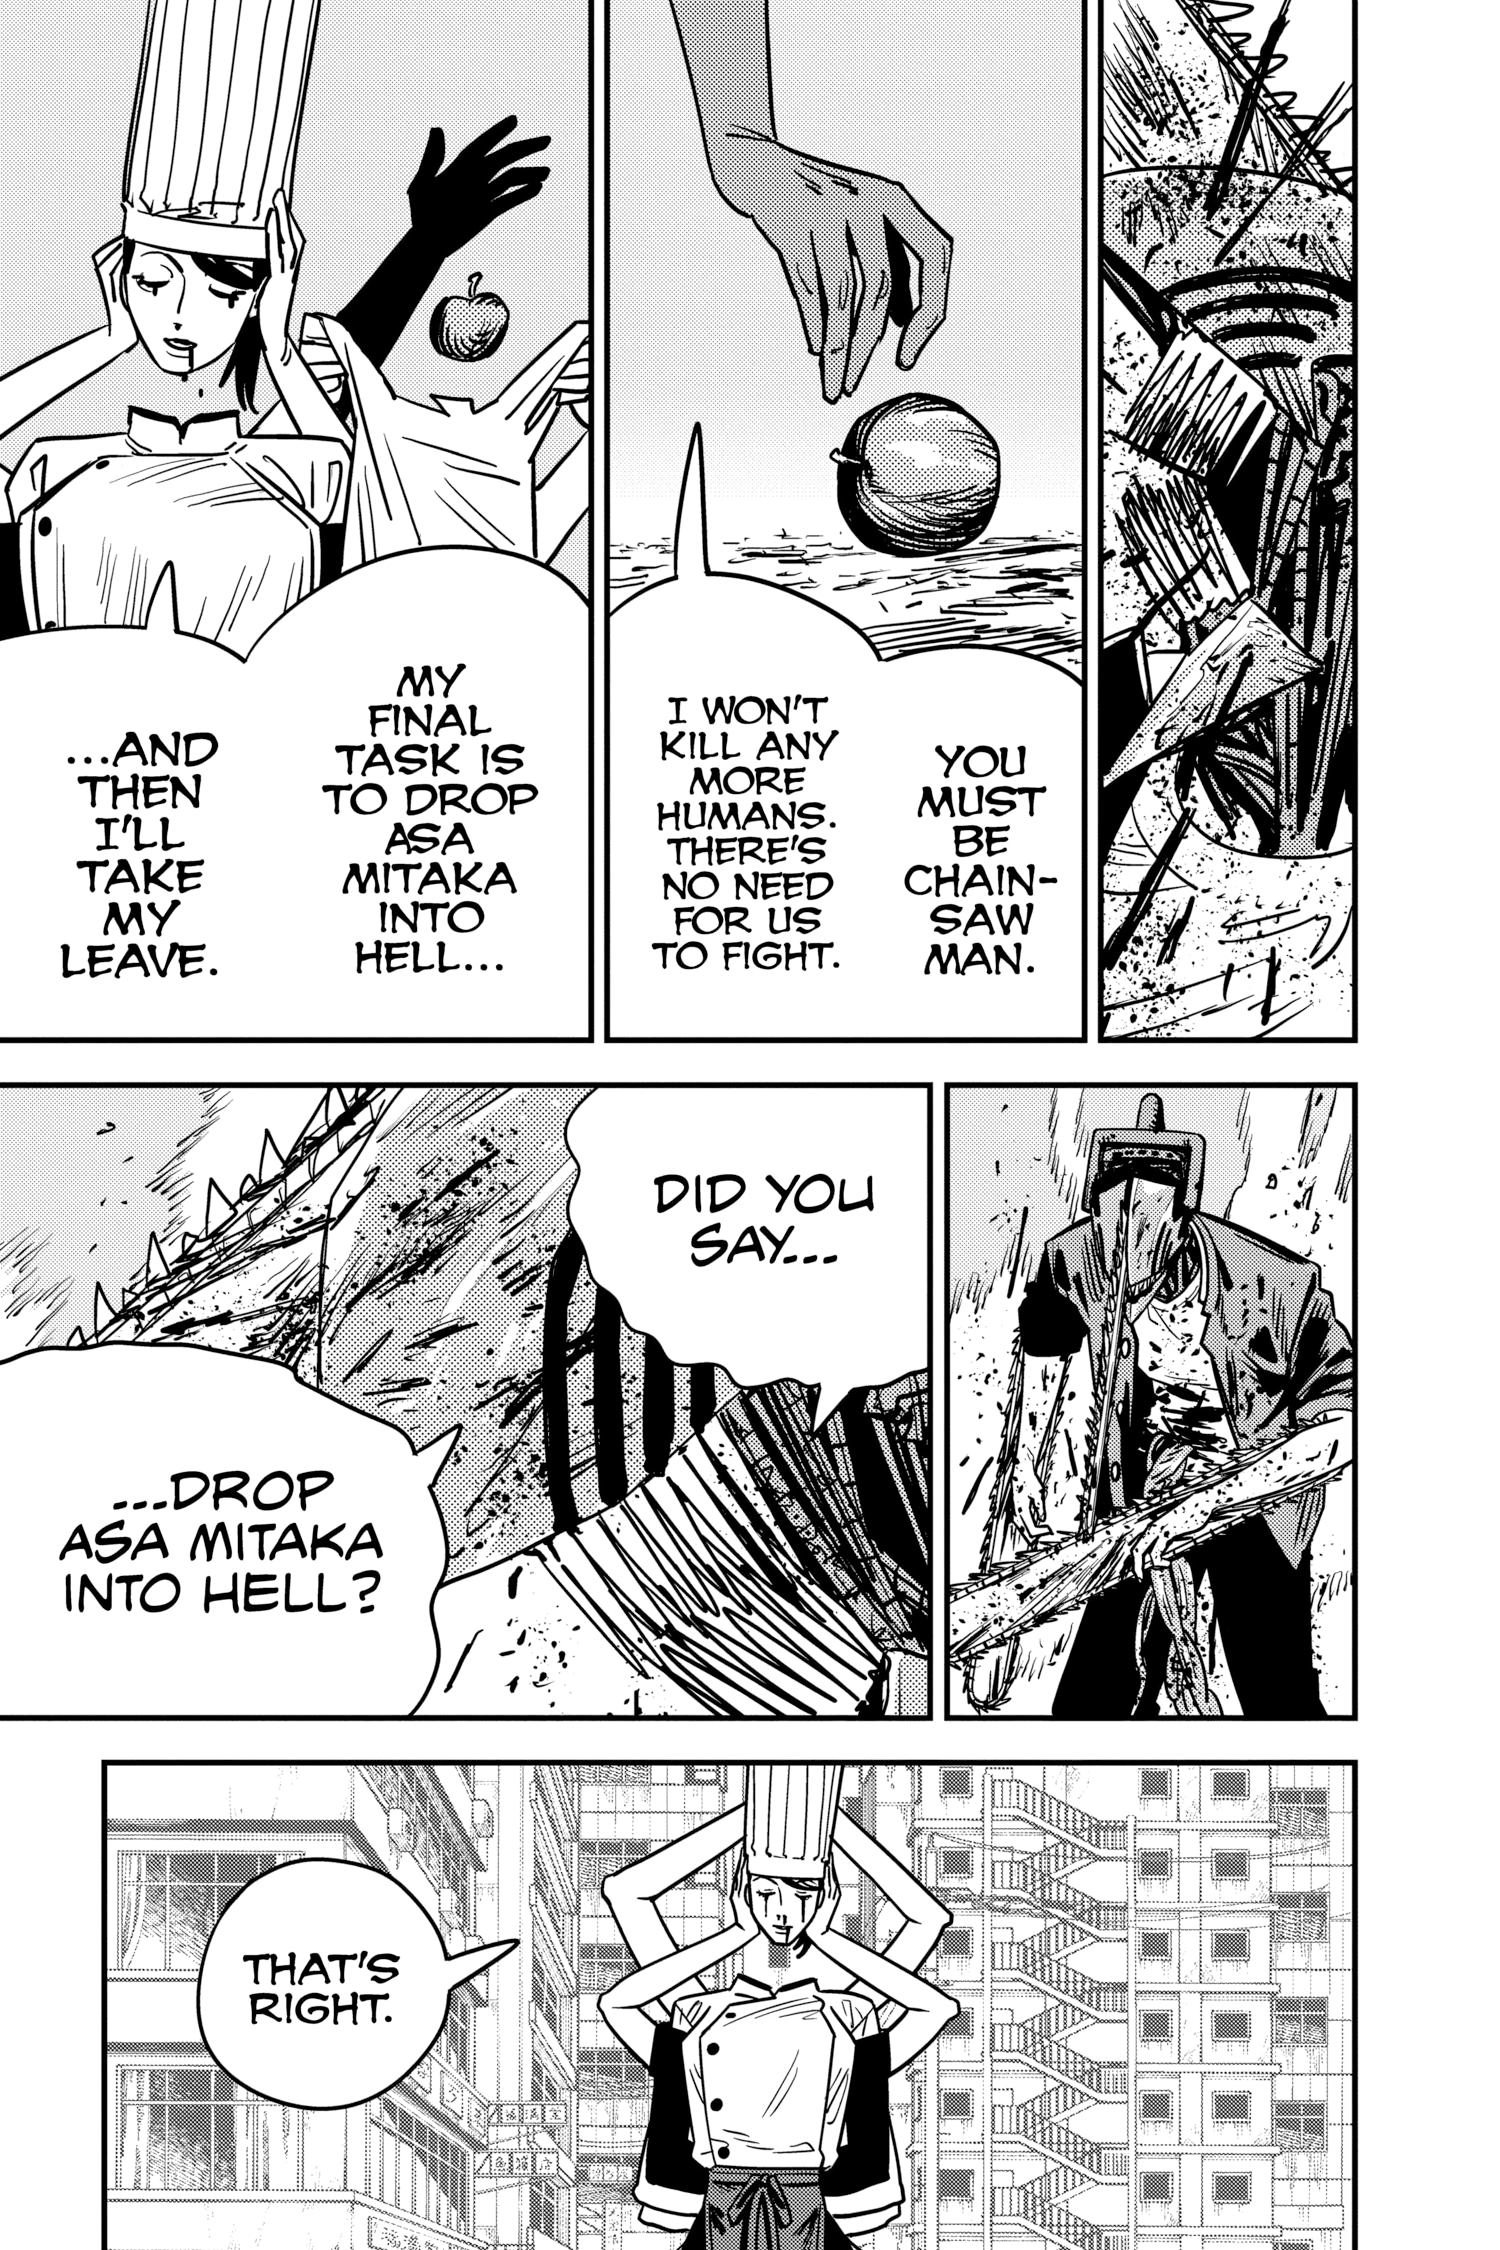 YOU
MUST
BE
CHAIN-
SAW
MAN.
I WON'T
KILL ANY
MORE
HUMANS.
THERE'S
NO NEED
FOR US
TO FIGHT.
MY
FINAL
TASK IS
TO DROP
ASA
MITAKA
INTO
HELL...
...AND
THEN
I'LL
TAKE
MY
LEAVE.
DID YOU
SAY...
...DROP
ASA MITAKA
INTO HELL?
THAT'S
RIGHT.